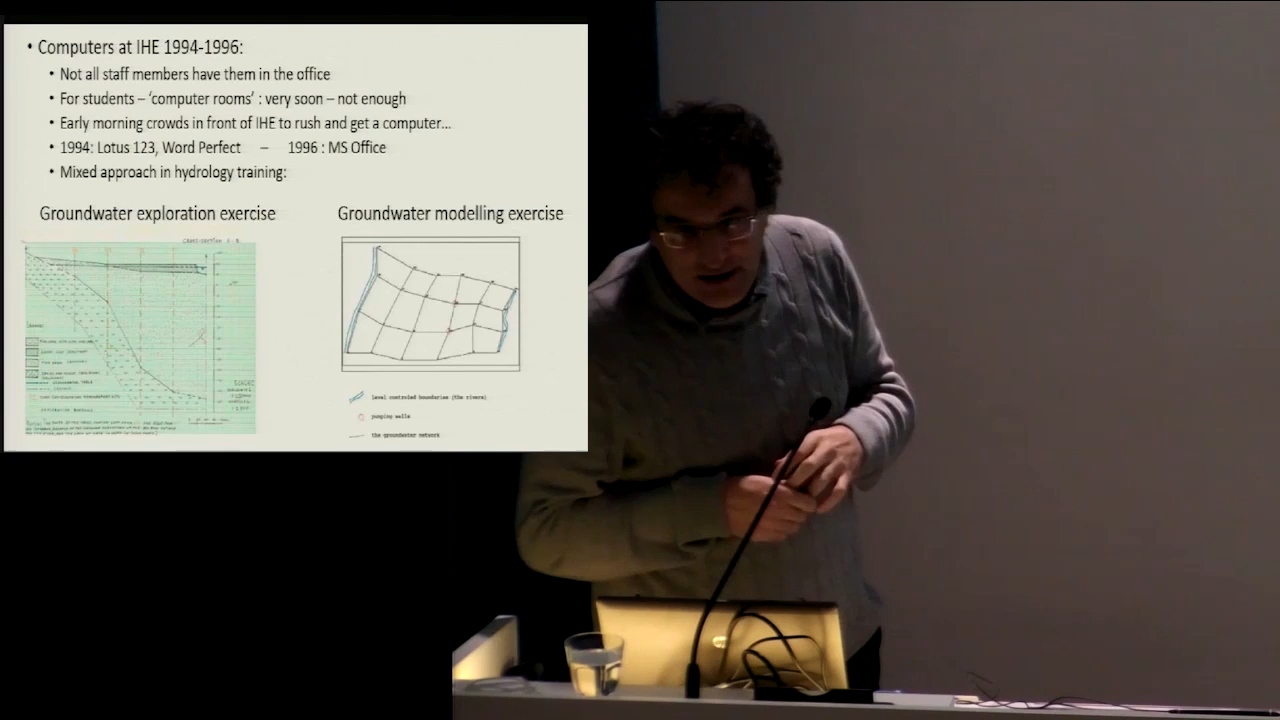 • Computers at IHE 1994-1996:
• Not all staff members have them in the office
• For students – ‘computer rooms’ : very soon – not enough
• Early morning crowds in front of IHE to rush and get a computer...
• 1994: Lotus 123, Word Perfect – 1996 : MS Office
• Mixed approach in hydrology training:
Groundwater exploration exercise
Groundwater modelling exercise
level controled boundaries (the rivers)
pumping wells
the groundwater network